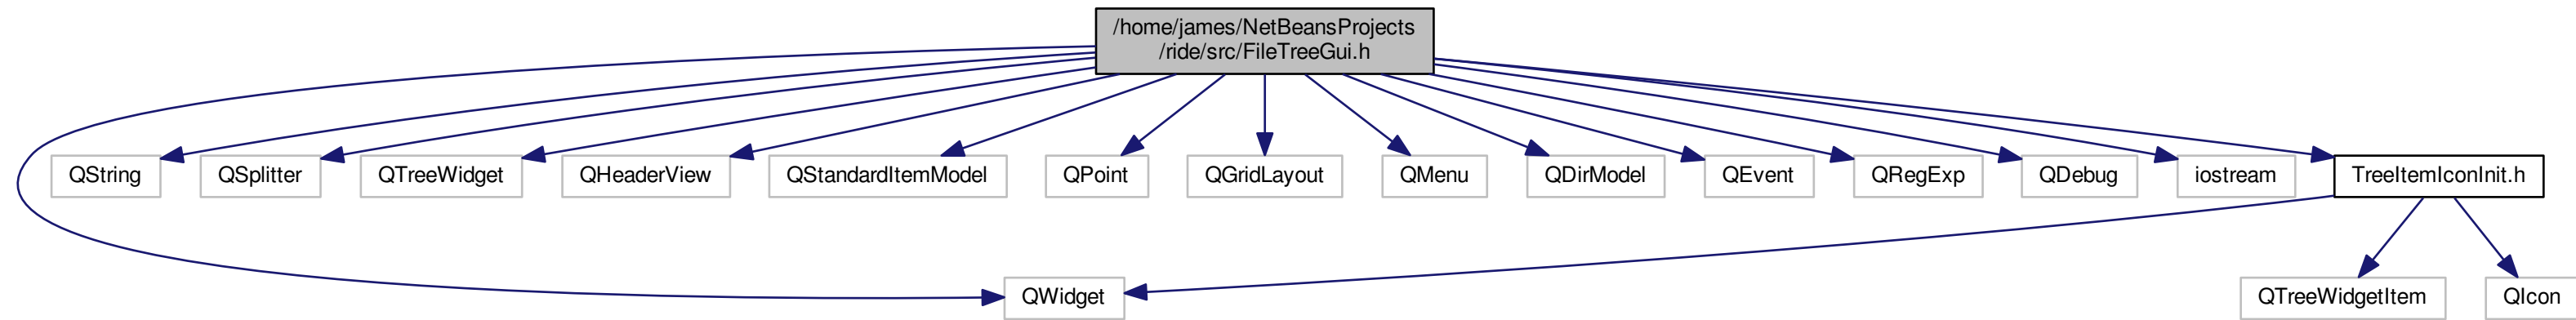 /home/james/NetBeansProjects
/ride/src/FileTreeGui.h
QString
QSplitter
QTreeWidget
QHeaderView
QStandardItemModel
QPoint
QGridLayout
QMenu
QDirModel
QEvent
QRegExp
QDebug
iostream
TreeItemIconInit.h
QWidget
QTreeWidgetItem
QIcon